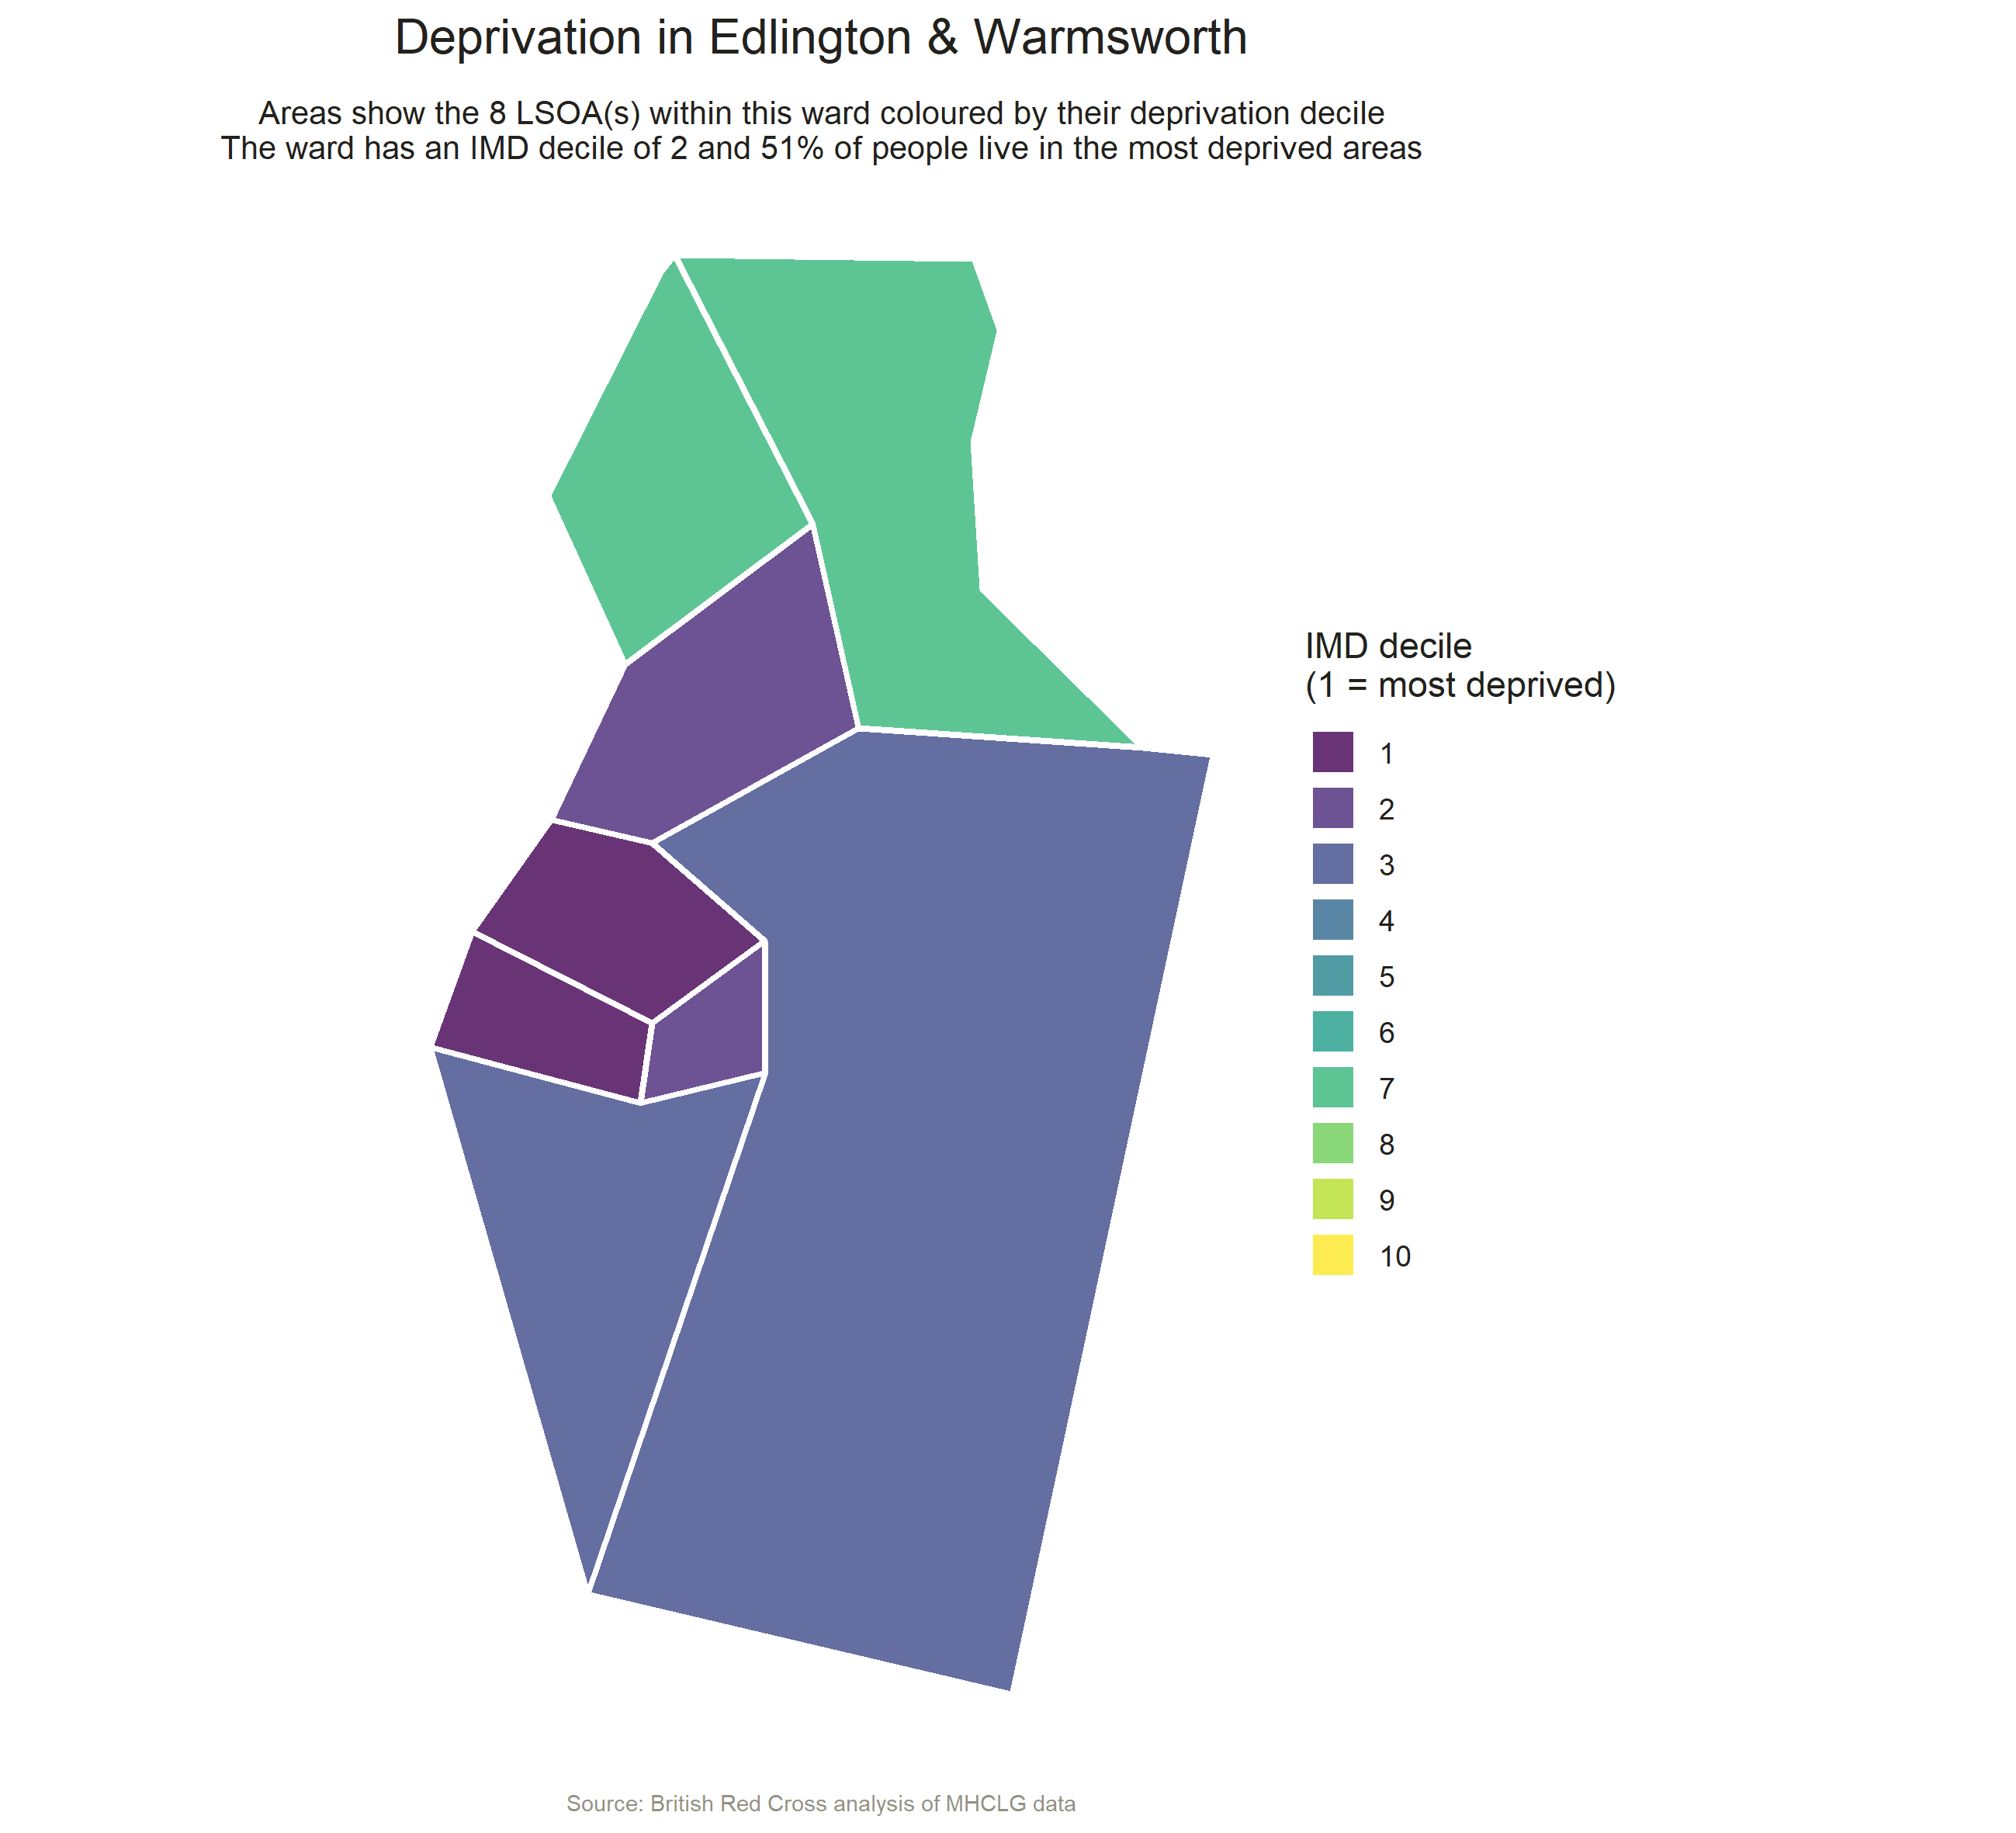 Deprivation in Edlington & Warmsworth
Areas show the 8 LSOA(s) within this ward coloured by their deprivation decile
The ward has an IMD decile of 2 and 51% of people live in the most deprived areas
IMD decile
(1 = most deprived)
1
2
3
4
5
6
7
8
9
10
Source: British Red Cross analysis of MHCLG data